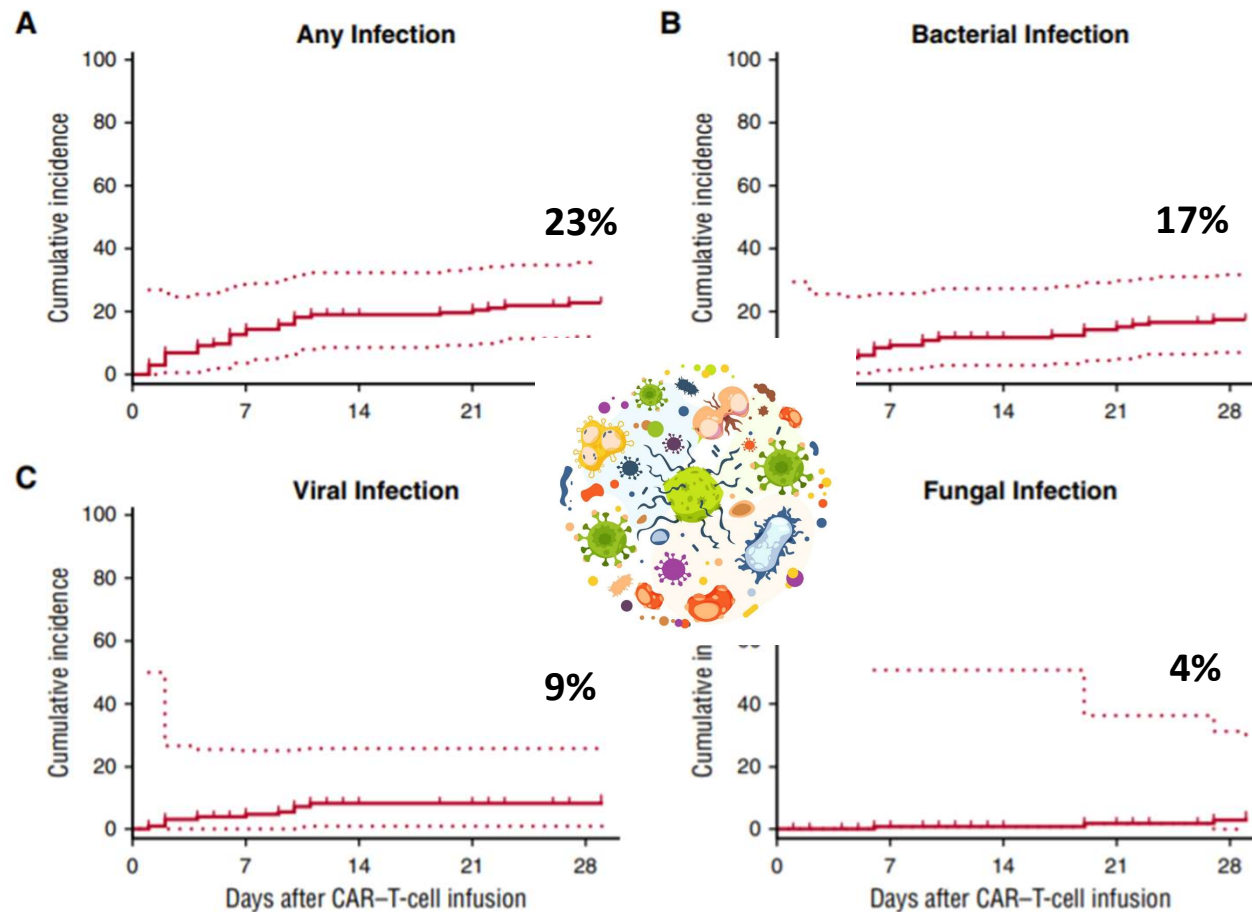 A
Any Infection
Cumulative incidence
100
80
60
40
20
0
23%
0 7 14 21
B
Bacterial Infection
Cumulative incidence
100
80
60
40
20
17%
7 14 21 28
C
Viral Infection
Cumulative incidence
100
80
60
40
20
0
9%
0 7 14 21 28
Days after CAR–T-cell infusion
Fungal Infection
Cumulative in
40
20
0
4%
0 7 14 21 28
Days after CAR–T-cell infusion